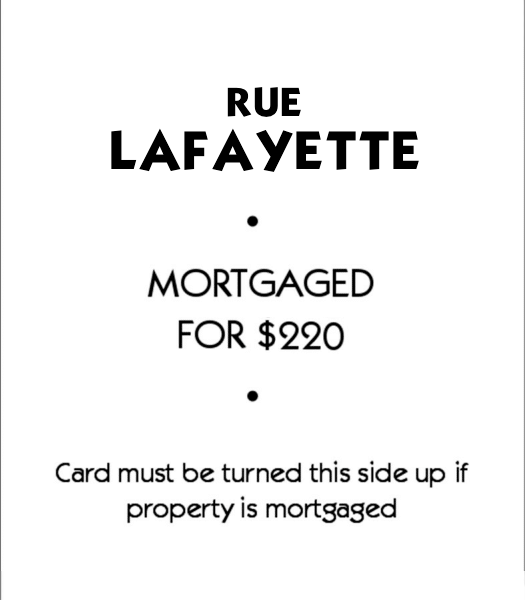 RUE
LAFAYETTE
•
MORTGAGED
FOR $220
•
Card must be turned this side up if
property is mortgaged